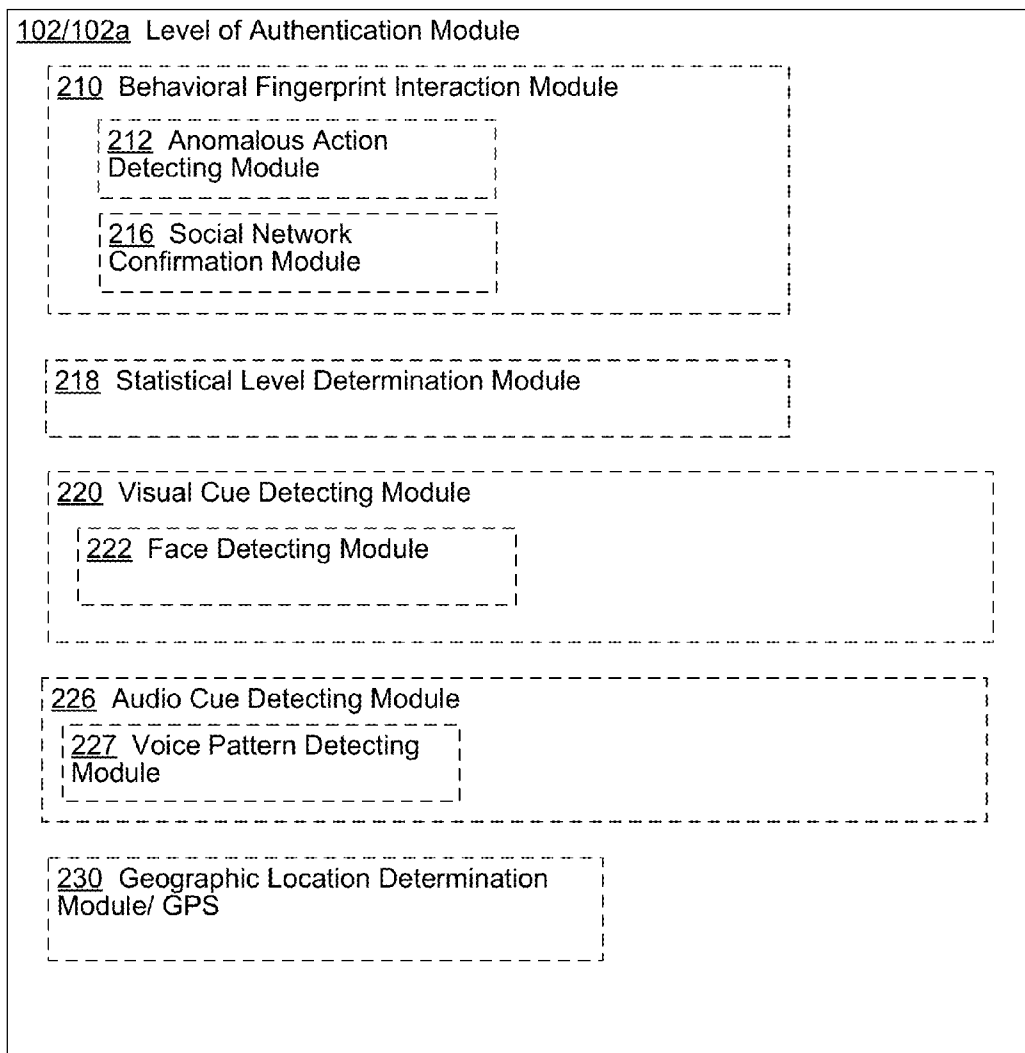 102/102a Level of Authentication Module
210 Behavioral Fingerprint Interaction Module
212 Anomalous Action
Detecting Module
216 Social Network
Confirmation Module
218 Statistical Level Determination Module
220 Visual Cue Detecting Module
222 Face Detecting Module
226 Audio Cue Detecting Module
227 Voice Pattern Detecting
Module
230 Geographic Location Determination
Module/ GPS